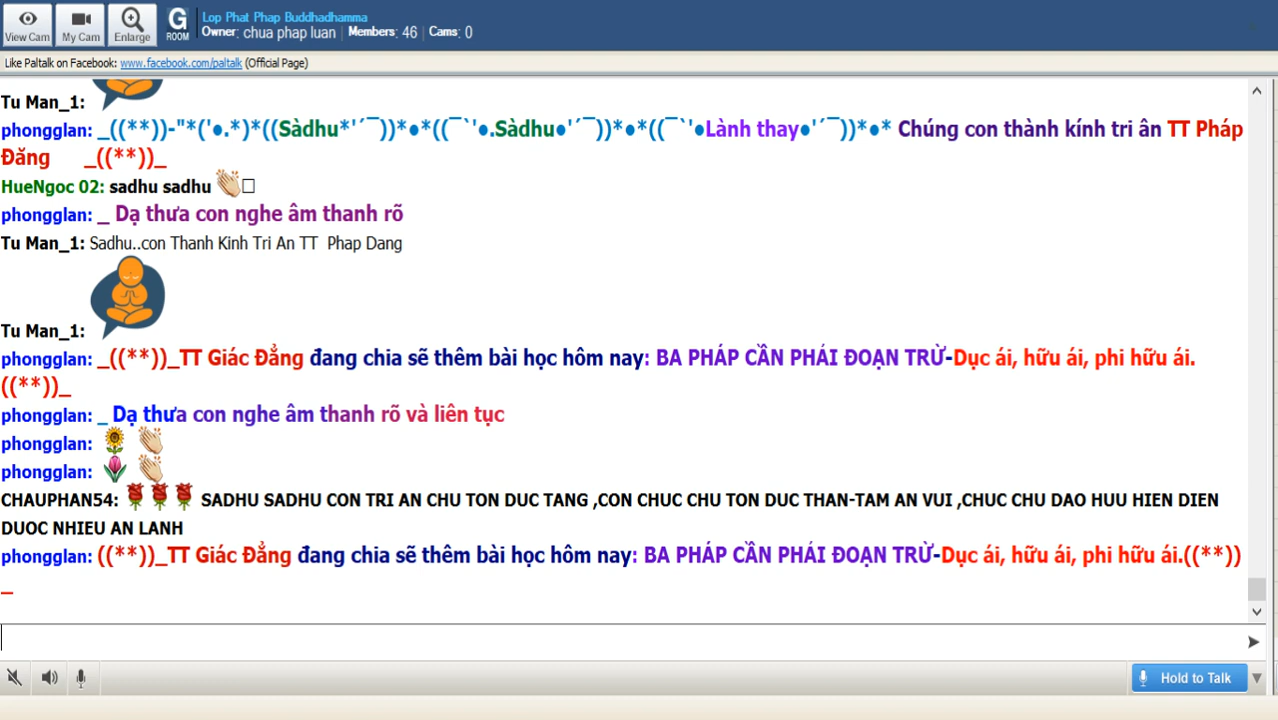 Lop Phat Phap Buddhadhamma
View Cam
My Cam
Enlarge
G
ROOM
Owner: chua phap luan | Members: 46 | Cams: 0
Like Paltalk on Facebook: www.facebook.com/paltalk (Official Page)
Tu Man_1:
phongglan: _((**))-"*('●.*)*((Sàdhu*'´¯))*●*((¯`'●.Sàdhu●'´¯))*●*((¯`'●Lành thay●'´¯))*●* Chúng con thành kính tri ân TT Pháp
Đăng _((**))_
HueNgoc 02: sadhu sadhu 👏□
phongglan: _ Dạ thưa con nghe âm thanh rõ
Tu Man_1: Sadhu..con Thanh Kinh Tri An TT Phap Dang
Tu Man_1:
phongglan: _((**))_TT Giác Đẳng đang chia sẽ thêm bài học hôm nay: BA PHÁP CẦN PHÁI ĐOẠN TRỪ-Dục ái, hữu ái, phi hữu ái.
((**))_
phongglan: _ Dạ thưa con nghe âm thanh rõ và liên tục
phongglan: 🌻 👏
phongglan: 🌷 👏
CHAUPHAN54: 🌹 🌹 🌹 SADHU SADHU CON TRI AN CHU TON DUC TANG ,CON CHUC CHU TON DUC THAN-TAM AN VUI ,CHUC CHU DAO HUU HIEN DIEN
DUOC NHIEU AN LANH
phongglan: ((**))_TT Giác Đẳng đang chia sẽ thêm bài học hôm nay: BA PHÁP CẦN PHÁI ĐOẠN TRỪ-Dục ái, hữu ái, phi hữu ái.((**))
_
Hold to Talk